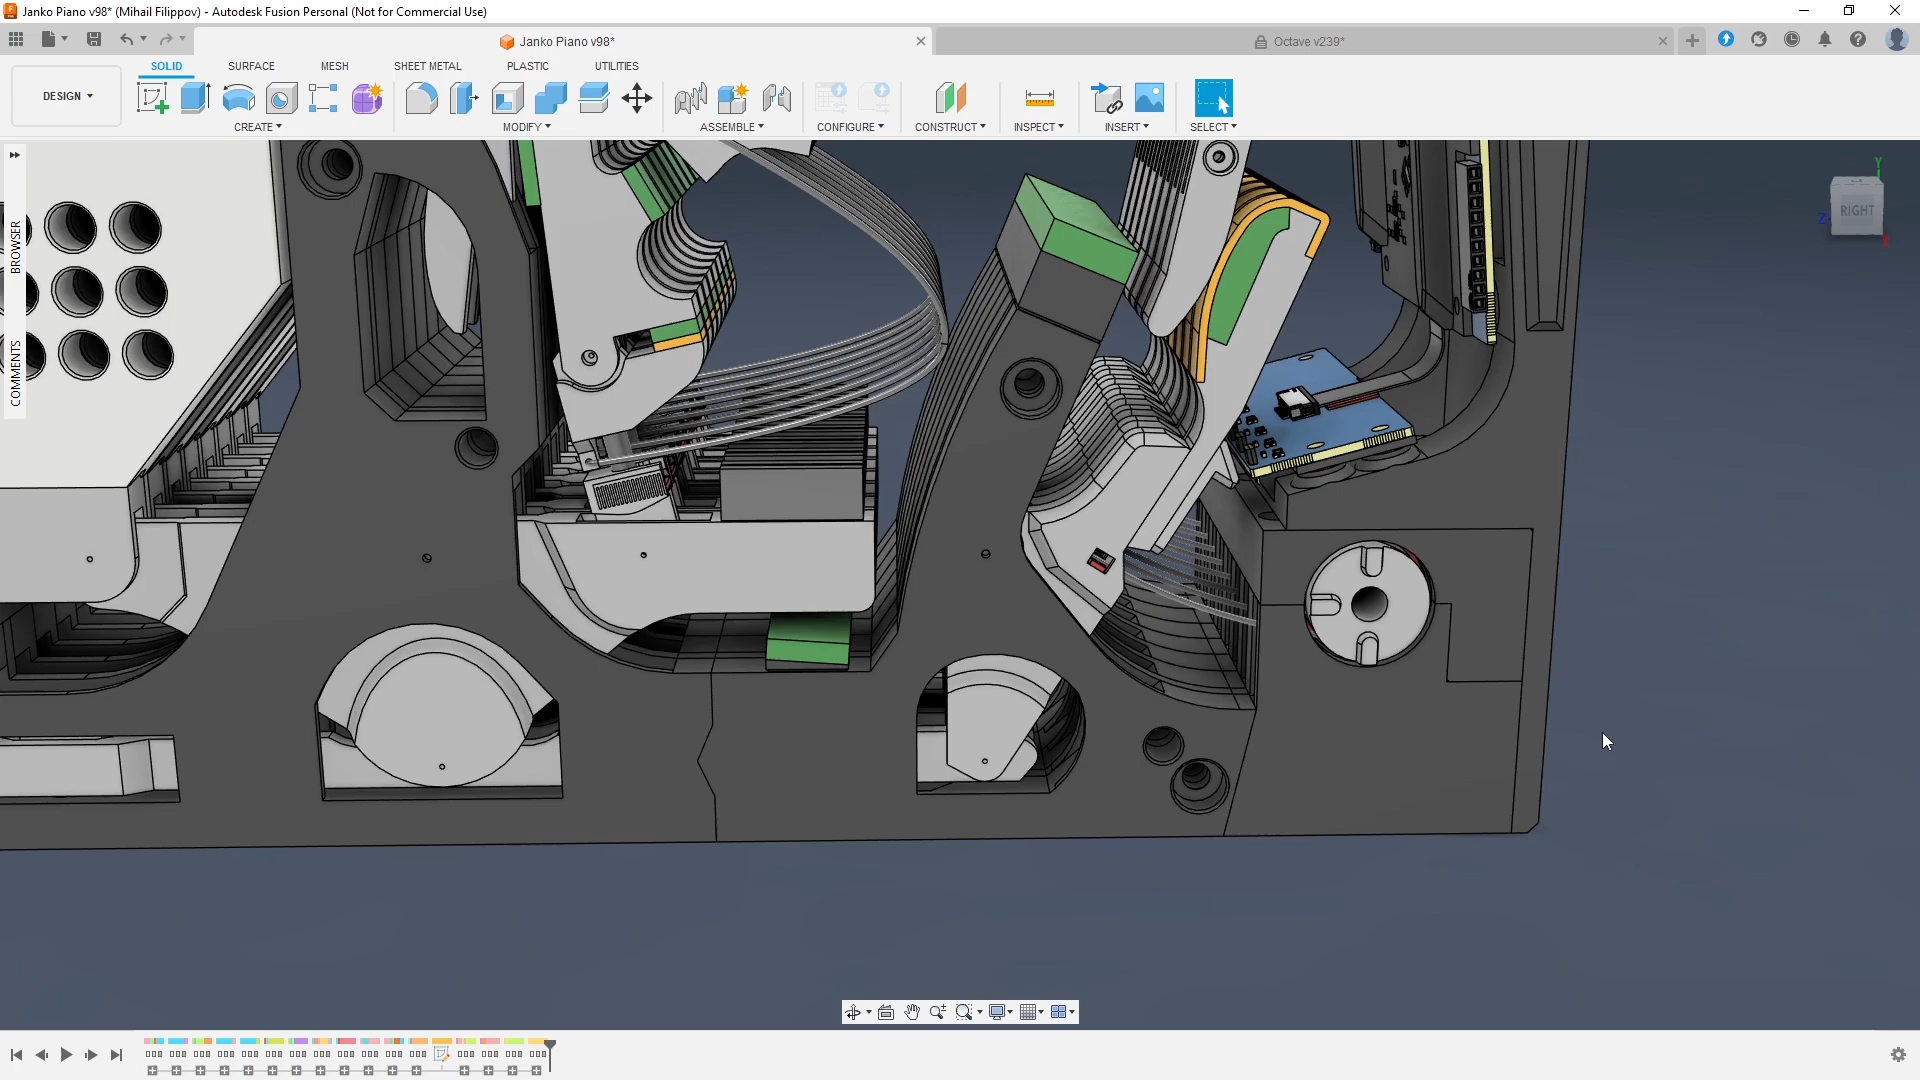 Janko Piano v98* (Mihail Filippov) - Autodesk Fusion Personal (Not for Commercial Use)
Janko Piano v98*
Octave v239*
DESIGN
SOLID
SURFACE
MESH
SHEET METAL
PLASTIC
UTILITIES
CREATE
MODIFY
ASSEMBLE
CONFIGURE
CONSTRUCT
INSPECT
INSERT
SELECT
BROWSER
COMMENTS
Y
RIGHT
Z
X